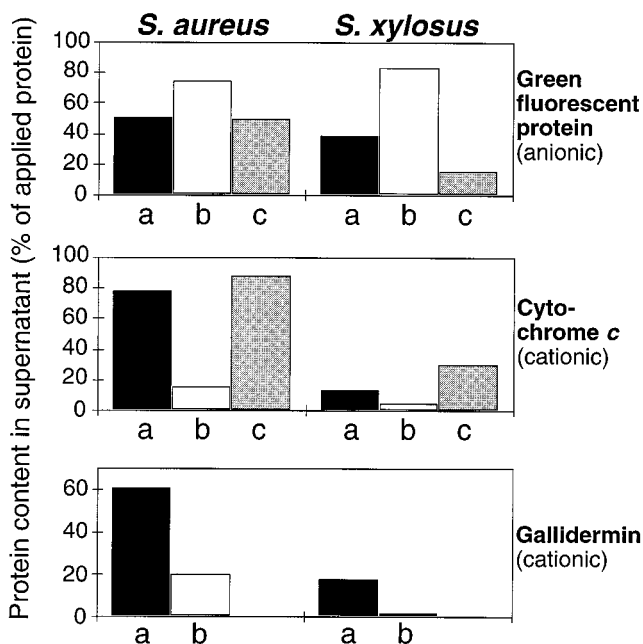 S. aureus S. xylosus
Protein content in supernatant (% of applied protein)
100
80
60
40
20
0
a b c a b c
Green
fluorescent
protein
(anionic)
100
80
60
40
20
0
a b c a b c
Cyto-
chrome c
(cationic)
60
40
20
0
a b a b
Gallidermin
(cationic)